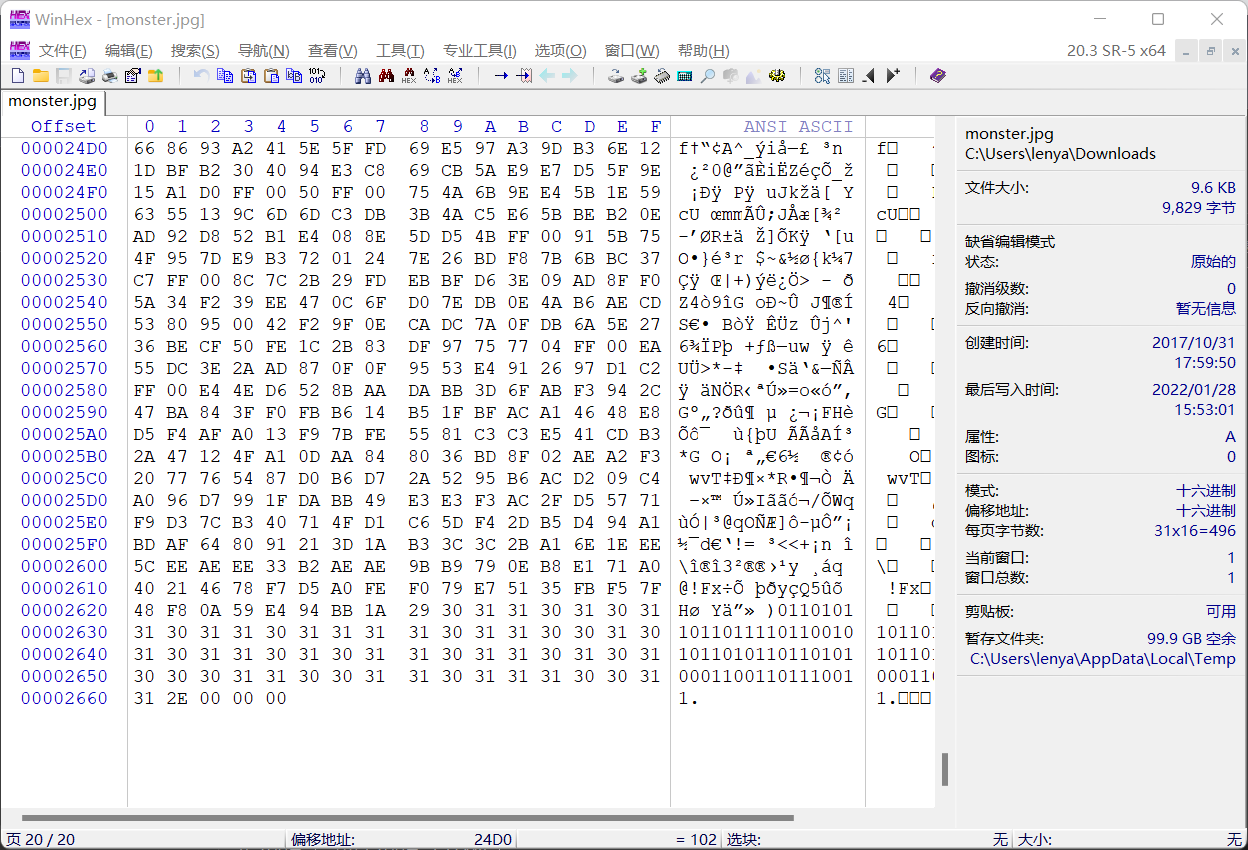 WinHex - [monster.jpg]
文件(F) 编辑(E) 搜索(S) 导航(N) 查看(V) 工具(T) 专业工具(I) 选项(O) 窗口(W) 帮助(H) 20.3 SR-5 x64
monster.jpg
Offset 0 1 2 3 4 5 6 7 8 9 A B C D E F ANSI ASCII
000024D0 66 86 93 A2 41 5E 5F FD 69 E5 97 A3 9D B3 6E 12 f†“¢A^_ýiå—£ ³n
000024E0 1D BF B2 30 40 94 E3 C8 69 CB 5A E9 E7 D5 5F 9E ¿²0@”ãÈiËZéçÕ_ž
000024F0 15 A1 D0 FF 00 50 FF 00 75 4A 6B 9E E4 5B 1E 59 ¡Ðÿ Pÿ uJkžä[ Y
00002500 63 55 13 9C 6D 6D C3 DB 3B 4A C5 E6 5B BE B2 0E cU œmmÃÛ;JÅæ[¾²
00002510 AD 92 D8 52 B1 E4 08 8E 5D D5 4B FF 00 91 5B 75 -’ØR±ä Ž]ÕKÿ ‘[u
00002520 4F 95 7D E9 B3 72 01 24 7E 26 BD F8 7B 6B BC 37 O•}é³r $~&½ø{k¼7
00002530 C7 FF 00 8C 7C 2B 29 FD EB BF D6 3E 09 AD 8F F0 Çÿ Œ|+)ýë¿Ö> - ð
00002540 5A 34 F2 39 EE 47 0C 6F D0 7E DB 0E 4A B6 AE CD Z4ò9îG oÐ~Û J¶®Í
00002550 53 80 95 00 42 F2 9F 0E CA DC 7A 0F DB 6A 5E 27 S€• BòŸ ÊÜz Ûj^'
00002560 36 BE CF 50 FE 1C 2B 83 DF 97 75 77 04 FF 00 EA 6¾ÏPþ +ƒß—uw ÿ ê
00002570 55 DC 3E 2A AD 87 0F 0F 95 53 E4 91 26 97 D1 C2 UÜ>*-‡ •Sä‘&—ÑÂ
00002580 FF 00 E4 4E D6 52 8B AA DA BB 3D 6F AB F3 94 2C ÿ äNÖR‹ªÚ»=o«ó”,
00002590 47 BA 84 3F F0 FB B6 14 B5 1F BF AC A1 46 48 E8 Gº„?ðû¶ µ ¿¬¡FHè
000025A0 D5 F4 AF A0 13 F9 7B FE 55 81 C3 C3 E5 41 CD B3 Õô¯ ù{þU ÃÃåAÍ³
000025B0 2A 47 12 4F A1 0D AA 84 80 36 BD 8F 02 AE A2 F3 *G O¡ ª„€6½ ®¢ó
000025C0 20 77 76 54 87 D0 B6 D7 2A 52 95 B6 AC D2 09 C4 wvT‡Ð¶×*R•¶¬Ò Ä
000025D0 A0 96 D7 99 1F DA BB 49 E3 E3 F3 AC 2F D5 57 71 –×™ Ú»Iããó¬/ÕWq
000025E0 F9 D3 7C B3 40 71 4F D1 C6 5D F4 2D B5 D4 94 A1 ùÓ|³@qOÑÆ]ô-µÔ”¡
000025F0 BD AF 64 80 91 21 3D 1A B3 3C 3C 2B A1 6E 1E EE ½¯d€‘!= ³<<+¡n î
00002600 5C EE AE EE 33 B2 AE AE 9B B9 79 0E B8 E1 71 A0 \î®î3²®®›¹y ¸áq
00002610 40 21 46 78 F7 D5 A0 FE F0 79 E7 51 35 FB F5 7F @!Fx÷Õ þðyçQ5ûõ
00002620 48 F8 0A 59 E4 94 BB 1A 29 30 31 31 30 31 30 31 Hø Yä”» )0110101
00002630 31 30 31 31 30 31 31 31 31 30 31 31 30 30 31 30 1011011110110010
00002640 31 30 31 31 30 31 30 31 31 30 31 31 30 31 30 31 1011010110110101
00002650 30 30 30 31 31 30 30 31 31 30 31 31 31 30 30 31 0001100110111001
00002660 31 2E 00 00 00 1.
monster.jpg
C:\Users\lenya\Downloads
文件大小: 9.6 KB
9,829 字节
缺省编辑模式
状态: 原始的
撤消级数: 0
反向撤消: 暂无信息
创建时间: 2017/10/31
17:59:50
最后写入时间: 2022/01/28
15:53:01
属性: A
图标: 0
模式: 十六进制
偏移地址: 十六进制
每页字节数: 31x16=496
当前窗口: 1
窗口总数: 1
剪贴板: 可用
暂存文件夹: 99.9 GB 空余
C:\Users\lenya\AppData\Local\Temp
页 20 / 20 偏移地址: 24D0 = 102 选块: 无 大小: 无